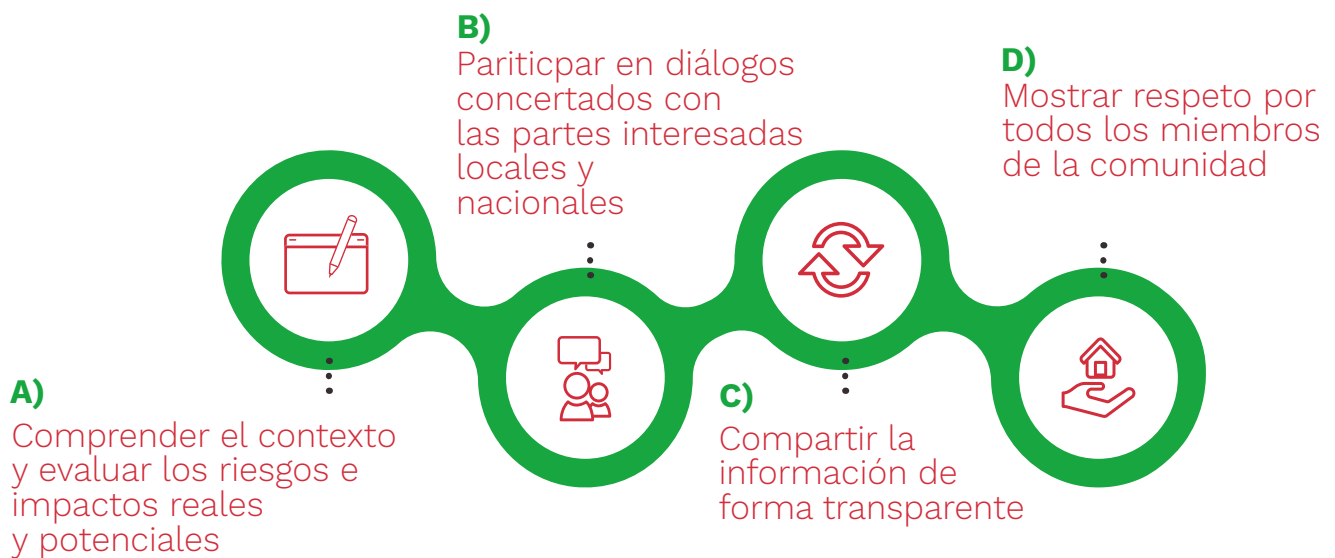 A)
Comprender el contexto
y evaluar los riesgos e
impactos reales
y potenciales
B)
Pariticpar en diálogos
concertados con
las partes interesadas
locales y
nacionales
C)
Compartir la
información de
forma transparente
D)
Mostrar respeto por
todos los miembros
de la comunidad